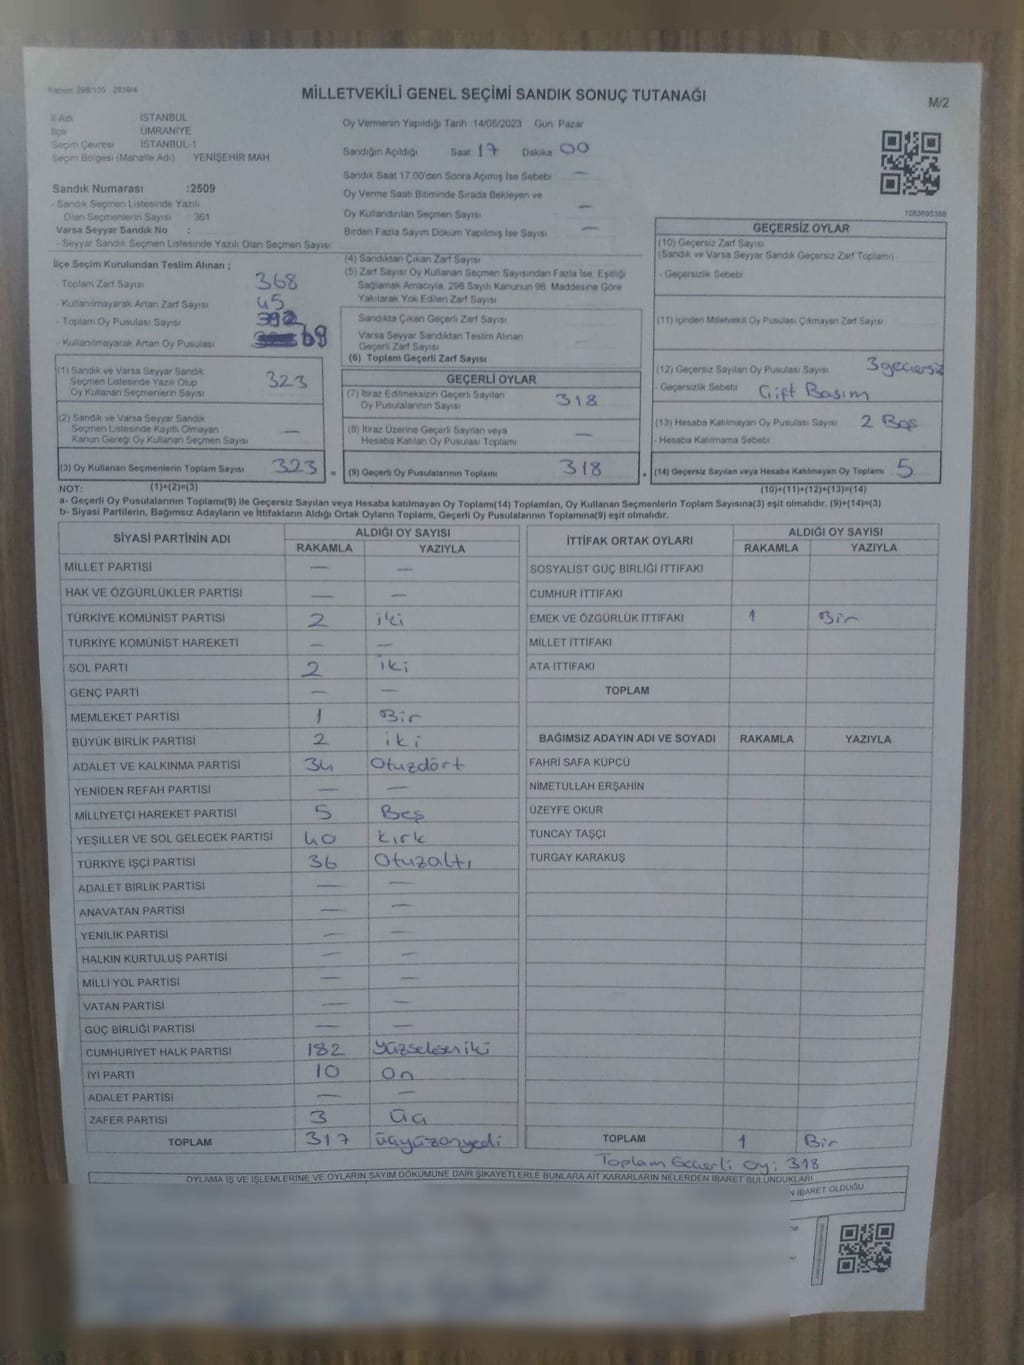 Kanun: 298/105 2839/4
MİLLETVEKİLİ GENEL SEÇİMİ SANDIK SONUÇ TUTANAĞI
M/2
İl Adı İSTANBUL
İlçe ÜMRANİYE
Seçim Çevresi İSTANBUL-1
Seçim Bölgesi (Mahalle Adı) YENİŞEHİR MAH.
Oy Vermenin Yapıldığı Tarih 14/05/2023 Gün: Pazar
Sandığın Açıldığı Saat 17 Dakika 00
Sandık Saat 17:00'den Sonra Açılmış İse Sebebi —
Oy Verme Saati Bitiminde Sırada Bekleyen ve
Oy Kullandırılan Seçmen Sayısı —
Birden Fazla Sayım Döküm Yapılmış İse Sayısı —
1082695388
Sandık Numarası :2509
- Sandık Seçmen Listesinde Yazılı
Olan Seçmenlerin Sayısı : 361
Varsa Seyyar Sandık No :
- Seyyar Sandık Seçmen Listesinde Yazılı Olan Seçmen Sayısı
İlçe Seçim Kurulundan Teslim Alınan ;
- Toplam Zarf Sayısı 368
- Kullanılmayarak Artan Zarf Sayısı 45
- Toplam Oy Pusulası Sayısı 392
- Kullanılmayarak Artan Oy Pusulası 69
(1) Sandık ve Varsa Seyyar Sandık
Seçmen Listesinde Yazılı Olup
Oy Kullanan Seçmenlerin Sayısı 323
(2) Sandık ve Varsa Seyyar Sandık
Seçmen Listesinde Kayıtlı Olmayan
Kanun Gereği Oy Kullanan Seçmen Sayısı —
(3) Oy Kullanan Seçmenlerin Toplam Sayısı 323 =
(4) Sandıktan Çıkan Zarf Sayısı
(5) Zarf Sayısı Oy Kullanan Seçmen Sayısından Fazla İse, Eşitliği
Sağlamak Amacıyla, 298 Sayılı Kanunun 98. Maddesine Göre
Yakılarak Yok Edilen Zarf Sayısı
Sandıkta Çıkan Geçerli Zarf Sayısı
Varsa Seyyar Sandıktan Teslim Alınan
Geçerli Zarf Sayısı
(6) Toplam Geçerli Zarf Sayısı
GEÇERLİ OYLAR
(7) İtiraz Edilmeksizin Geçerli Sayılan
Oy Pusulalarının Sayısı 318
(8) İtiraz Üzerine Geçerli Sayılan veya
Hesaba Katılan Oy Pusulası Toplamı —
(9) Geçerli Oy Pusulalarının Toplamı 318 +
GEÇERSİZ OYLAR
(10) Geçersiz Zarf Sayısı
(Sandık ve Varsa Seyyar Sandık Geçersiz Zarf Toplamı)
- Geçersizlik Sebebi
(11) İçinden Milletvekili Oy Pusulası Çıkmayan Zarf Sayısı
(12) Geçersiz Sayılan Oy Pusulası Sayısı 3 geçersiz
- Geçersizlik Sebebi Çift Basım
(13) Hesaba Katılmayan Oy Pusulası Sayısı 2 Boş
- Hesaba Katılmama Sebebi
(14) Geçersiz Sayılan veya Hesaba Katılmayan Oy Toplamı 5
NOT: (1)+(2)=(3) (10)+(11)+(12)+(13)=(14)
a- Geçerli Oy Pusulalarının Toplamı(9) ile Geçersiz Sayılan veya Hesaba katılmayan Oy Toplamı(14) Toplamları, Oy Kullanan Seçmenlerin Toplam Sayısına(3) eşit olmalıdır. (9)+(14)=(3)
b- Siyasi Partilerin, Bağımsız Adayların ve İttifakların Aldığı Ortak Oyların Toplamı, Geçerli Oy Pusulalarının Toplamına(9) eşit olmalıdır.
SİYASİ PARTİNİN ADI ALDIĞI OY SAYISI
RAKAMLA YAZIYLA
MİLLET PARTİSİ — —
HAK VE ÖZGÜRLÜKLER PARTİSİ — —
TÜRKİYE KOMÜNİST PARTİSİ 2 iki
TÜRKİYE KOMÜNİST HAREKETİ — —
SOL PARTİ 2 İki
GENÇ PARTİ — —
MEMLEKET PARTİSİ 1 Bir
BÜYÜK BİRLİK PARTİSİ 2 iki
ADALET VE KALKINMA PARTİSİ 34 Otuzdört
YENİDEN REFAH PARTİSİ — —
MİLLİYETÇİ HAREKET PARTİSİ 5 Beş
YEŞİLLER VE SOL GELECEK PARTİSİ 40 kırk
TÜRKİYE İŞÇİ PARTİSİ 36 Otuzaltı
ADALET BİRLİK PARTİSİ — —
ANAVATAN PARTİSİ — —
YENİLİK PARTİSİ — —
HALKIN KURTULUŞ PARTİSİ — —
MİLLİ YOL PARTİSİ — —
VATAN PARTİSİ — —
GÜÇ BİRLİĞİ PARTİSİ — —
CUMHURİYET HALK PARTİSİ 182 yüzseksen iki
İYİ PARTİ 10 On
ADALET PARTİSİ — —
ZAFER PARTİSİ 3 üç
TOPLAM 317 üçyüzonyedi
İTTİFAK ORTAK OYLARI ALDIĞI OY SAYISI
RAKAMLA YAZIYLA
SOSYALİST GÜÇ BİRLİĞİ İTTİFAKI
CUMHUR İTTİFAKI
EMEK VE ÖZGÜRLÜK İTTİFAKI 1 Bir
MİLLET İTTİFAKI
ATA İTTİFAKI
TOPLAM
BAĞIMSIZ ADAYIN ADI VE SOYADI RAKAMLA YAZIYLA
FAHRİ SAFA KÜPCÜ
NİMETULLAH ERŞAHİN
ÜZEYFE OKUR
TUNCAY TAŞÇI
TURGAY KARAKUŞ
TOPLAM 1 Bir
Toplam Geçerli Oy: 318
OYLAMA İŞ VE İŞLEMLERİNE VE OYLARIN SAYIM DÖKÜMÜNE DAİR ŞİKAYETLERLE BUNLARA AİT KARARLARIN NELERDEN İBARET BULUNDUKLARI
N İBARET OLDUĞU